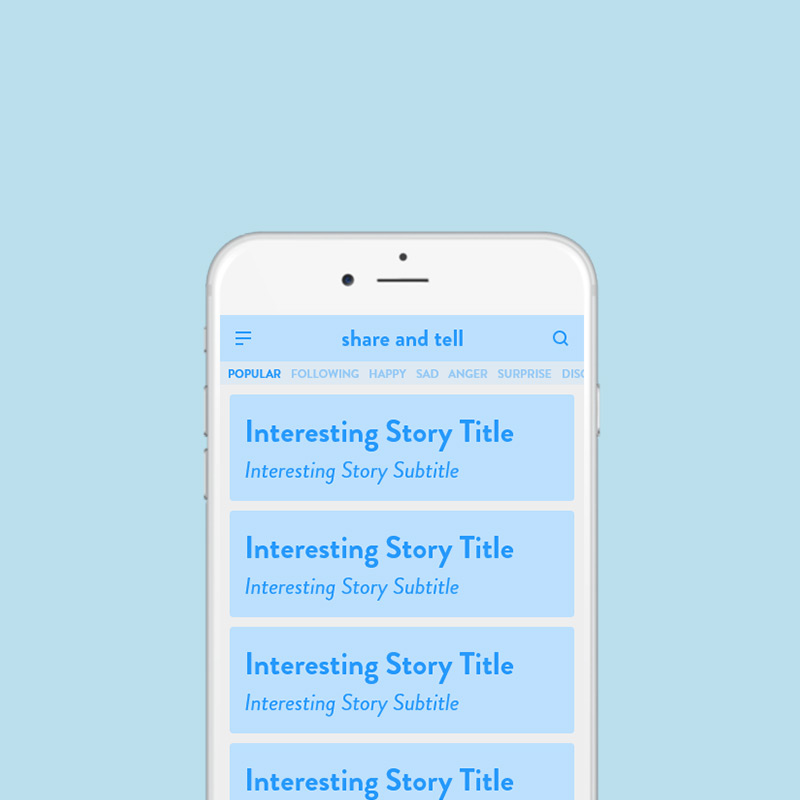 share and tell
POPULAR FOLLOWING HAPPY SAD ANGER SURPRISE DISC
Interesting Story Title
Interesting Story Subtitle
Interesting Story Title
Interesting Story Subtitle
Interesting Story Title
Interesting Story Subtitle
Interesting Story Title